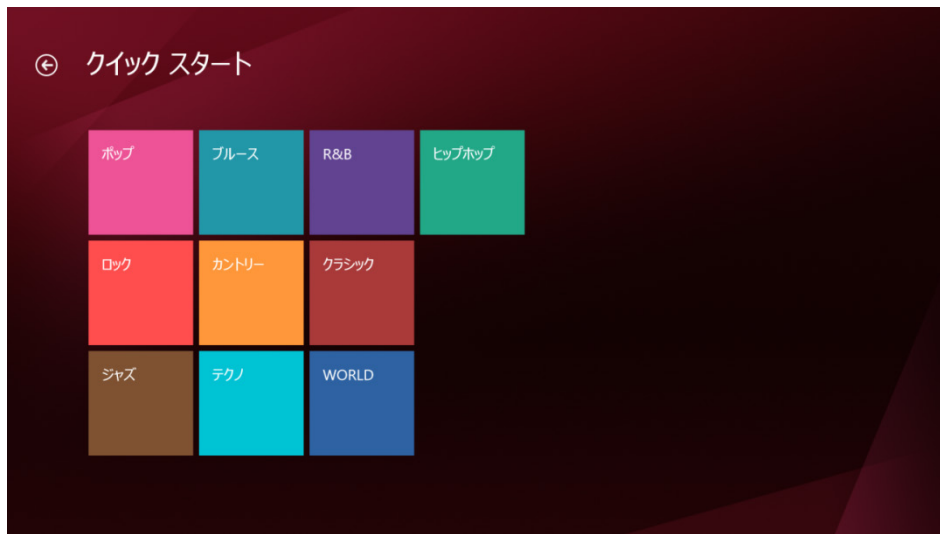 クイック スタート
ポップ
ブルース
R&B
ヒップホップ
ロック
カントリー
クラシック
ジャズ
テクノ
WORLD